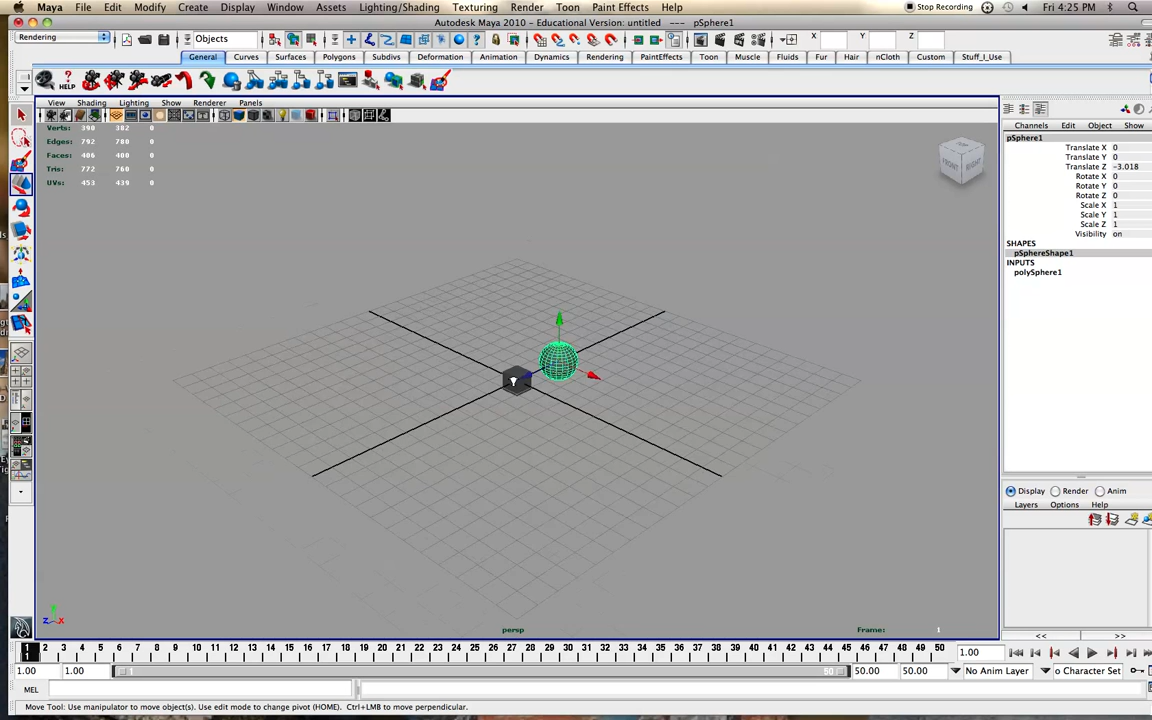 Maya File Edit Modify Create Display Window Assets Lighting/Shading Texturing Render Toon Paint Effects Help Stop Recording Fri 4:25 PM
Autodesk Maya 2010 - Educational Version: untitled --- pSphere1
Rendering Objects X Y Z
General Curves Surfaces Polygons Subdivs Deformation Animation Dynamics Rendering PaintEffects Toon Muscle Fluids Fur Hair nCloth Custom Stuff_I_Use
HELP
View Shading Lighting Show Renderer Panels
Verts: 390 382 0
Edges: 792 780 0
Faces: 406 400 0
Tris: 772 760 0
UVs: 453 439 0
TOP
FRONT RIGHT
Channels Edit Object Show
pSphere1
Translate X 0
Translate Y 0
Translate Z -3.018
Rotate X 0
Rotate Y 0
Rotate Z 0
Scale X 1
Scale Y 1
Scale Z 1
Visibility on
SHAPES
pSphereShape1
INPUTS
polySphere1
Display Render Anim
Layers Options Help
<< >>
Z X
persp
Frame: 1
1 2 3 4 5 6 7 8 9 10 11 12 13 14 15 16 17 18 19 20 21 22 23 24 25 26 27 28 29 30 31 32 33 34 35 36 37 38 39 40 41 42 43 44 45 46 47 48 49 50 1.00
1
1.00 1.00 1 50 50.00 50.00 No Anim Layer o Character Set
MEL
Move Tool: Use manipulator to move object(s). Use edit mode to change pivot (HOME). Ctrl+LMB to move perpendicular.